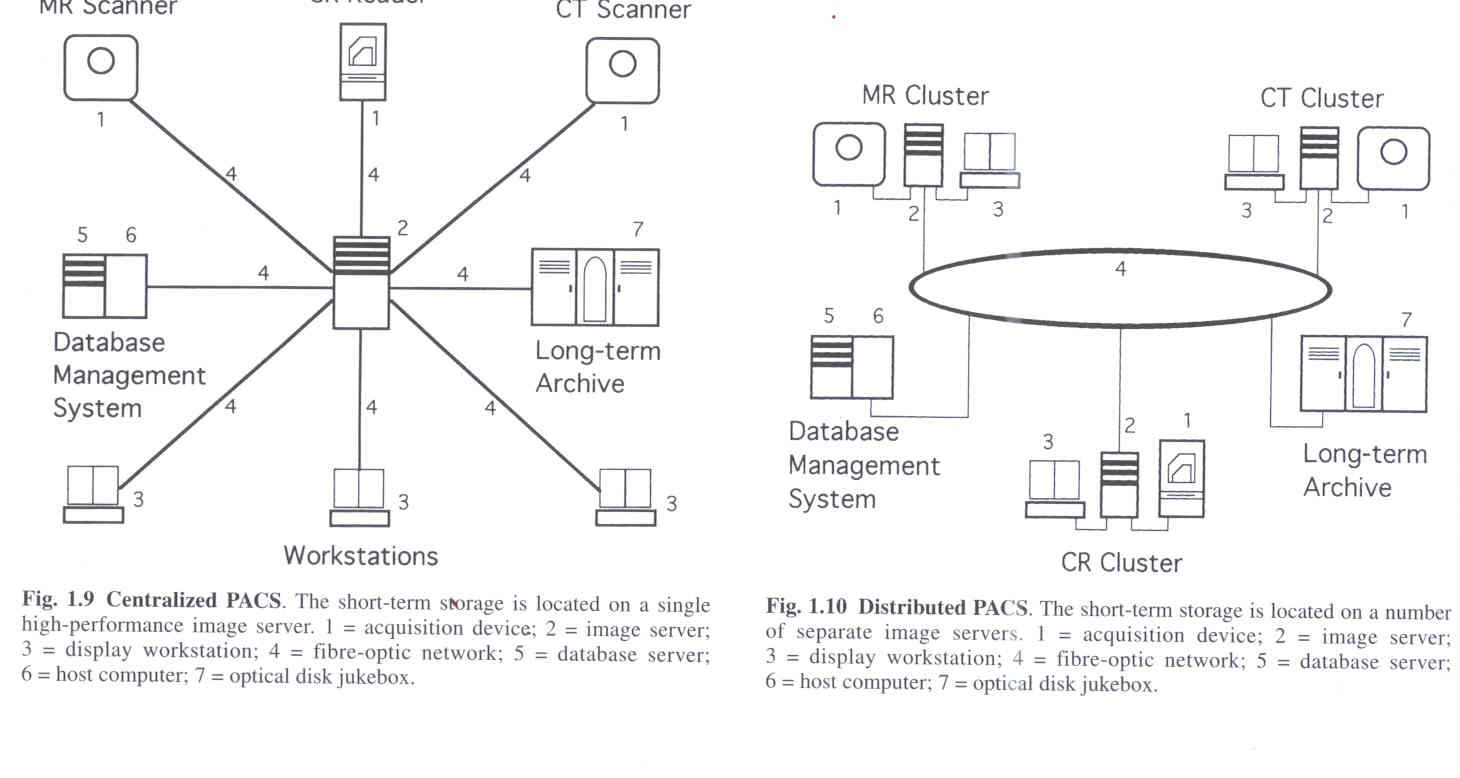 MR Scanner
CR Reader
CT Scanner
1
1
1
4
4
4
2
5 6
7
4
4
Database
Management
System
Long-term
Archive
4
4
4
3
3
3
Workstations
Fig. 1.9 Centralized PACS. The short-term storage is located on a single
high-performance image server. 1 = acquisition device; 2 = image server;
3 = display workstation; 4 = fibre-optic network; 5 = database server;
6 = host computer; 7 = optical disk jukebox.
MR Cluster
CT Cluster
1
2
3
3
2
1
4
5 6
7
Database
Management
System
3
2
1
Long-term
Archive
CR Cluster
Fig. 1.10 Distributed PACS. The short-term storage is located on a number
of separate image servers. 1 = acquisition device; 2 = image server;
3 = display workstation; 4 = fibre-optic network; 5 = database server;
6 = host computer; 7 = optical disk jukebox.